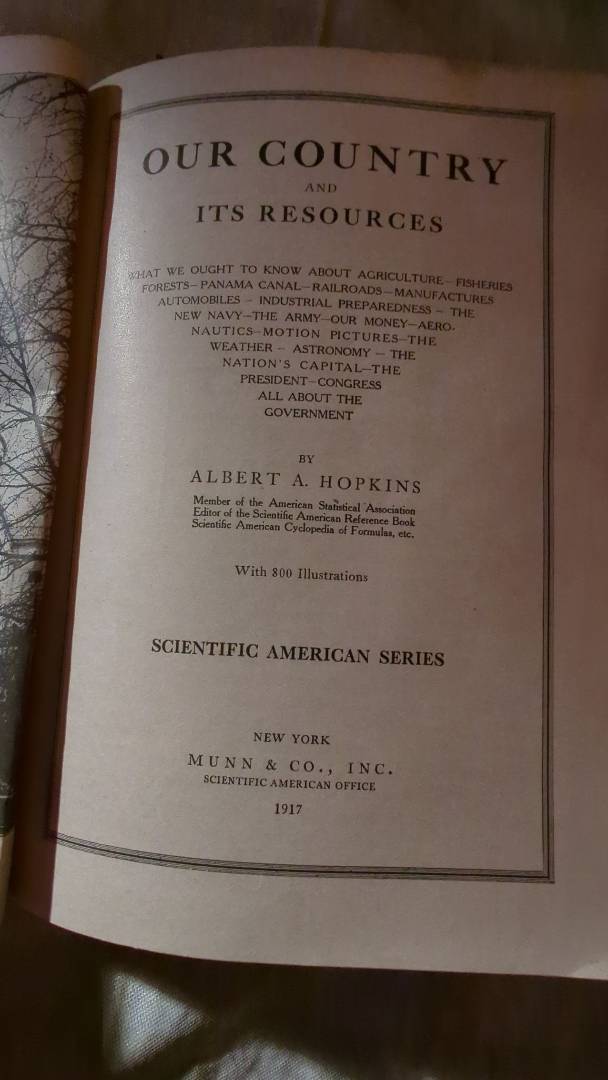 OUR COUNTRY
AND
ITS RESOURCES
WHAT WE OUGHT TO KNOW ABOUT AGRICULTURE—FISHERIES
FORESTS—PANAMA CANAL—RAILROADS—MANUFACTURES
AUTOMOBILES — INDUSTRIAL PREPAREDNESS — THE
NEW NAVY—THE ARMY—OUR MONEY—AERO-
NAUTICS—MOTION PICTURES—THE
WEATHER — ASTRONOMY — THE
NATION'S CAPITAL—THE
PRESIDENT—CONGRESS
ALL ABOUT THE
GOVERNMENT
BY
ALBERT A. HOPKINS
Member of the American Statistical Association
Editor of the Scientific American Reference Book
Scientific American Cyclopedia of Formulas, etc.
With 800 Illustrations
SCIENTIFIC AMERICAN SERIES
NEW YORK
MUNN & CO., INC.
SCIENTIFIC AMERICAN OFFICE
1917